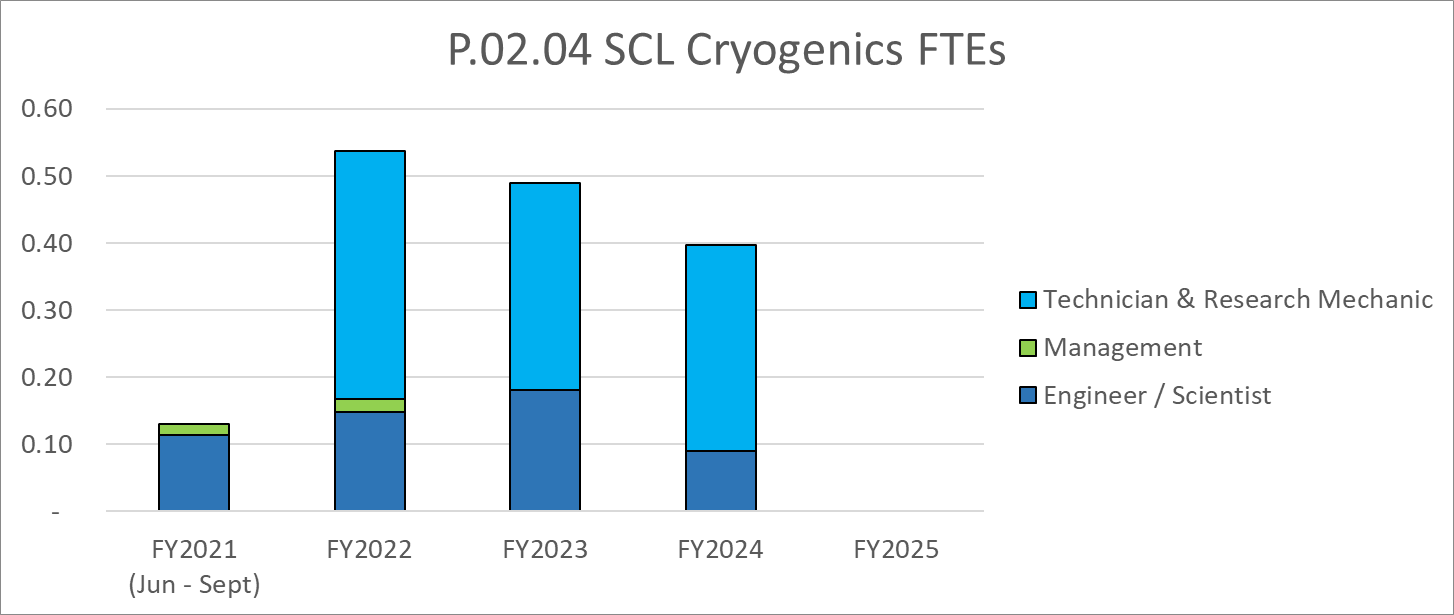 P.02.04 SCL Cryogenics FTEs
0.60
0.50
0.40
0.30
0.20
0.10
-
FY2021
(Jun - Sept)
FY2022
FY2023
FY2024
FY2025
Technician & Research Mechanic
Management
Engineer / Scientist